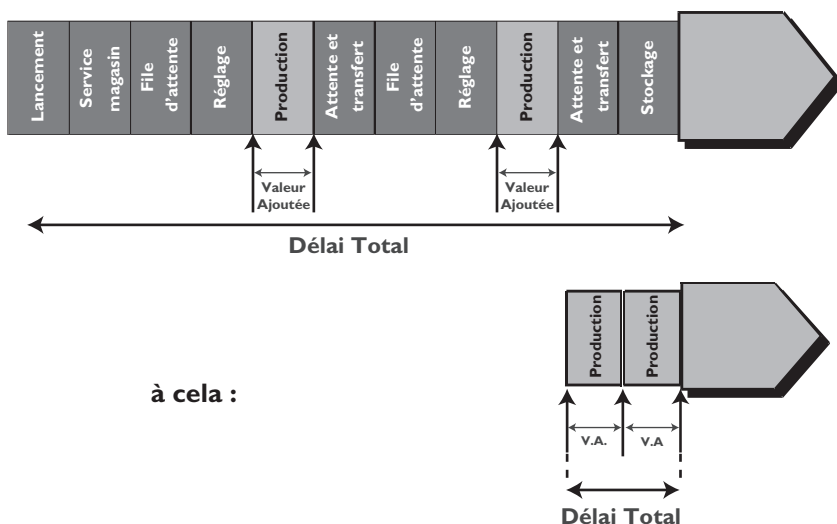 Lancement
Service
magasin
File
d'attente
Réglage
Production
Attente et
transfert
File
d'attente
Réglage
Production
Attente et
transfert
Stockage
Valeur
Ajoutée
Valeur
Ajoutée
Délai Total
Production
Production
à cela :
V.A.
V.A
Délai Total